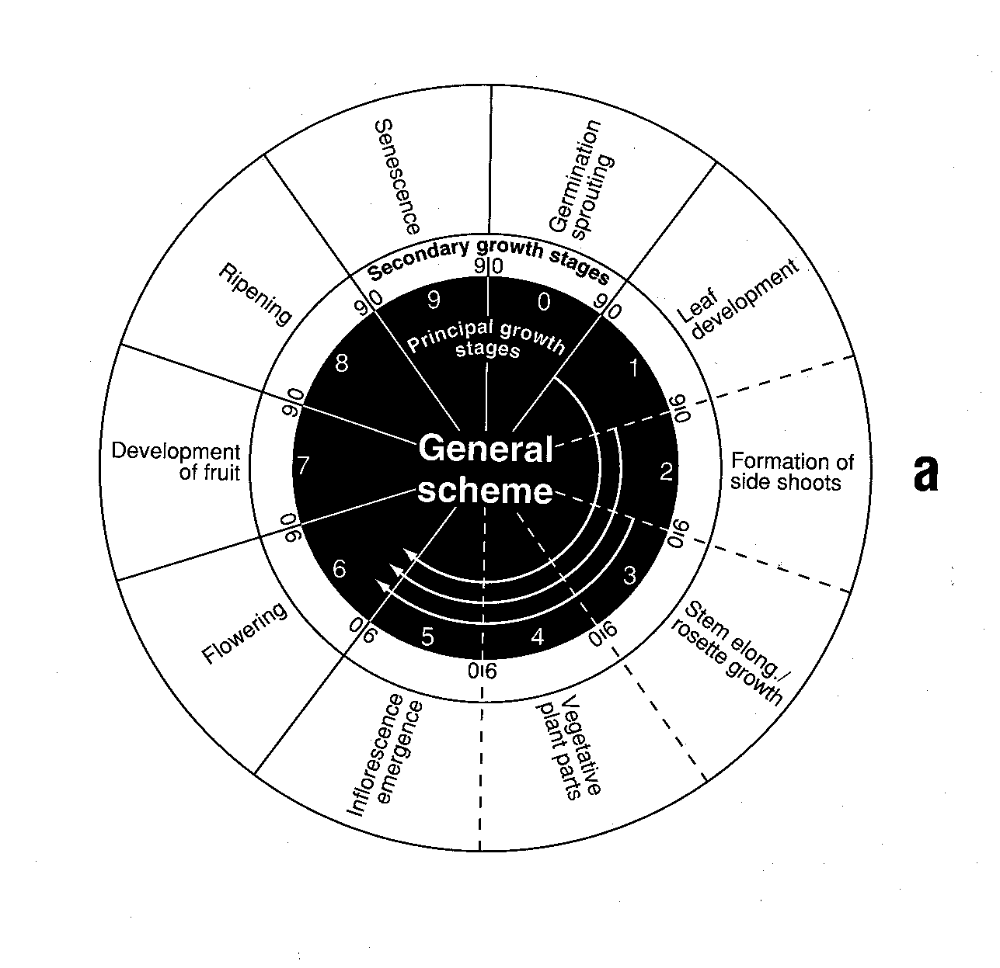 Senescence
Germination
sprouting
Ripening
Leaf
development
Secondary growth stages
9 0
9 0
9 0
9
0
Principal growth
stages
8
1
9 0
9 0
Development
of fruit
7
General
scheme
2
Formation of
side shoots
a
0 9
9 0
6
3
Flowering
Stem elong./
rosette growth
0 9
5
4
0 9
0 9
Inflorescence
emergence
Vegetative
plant parts